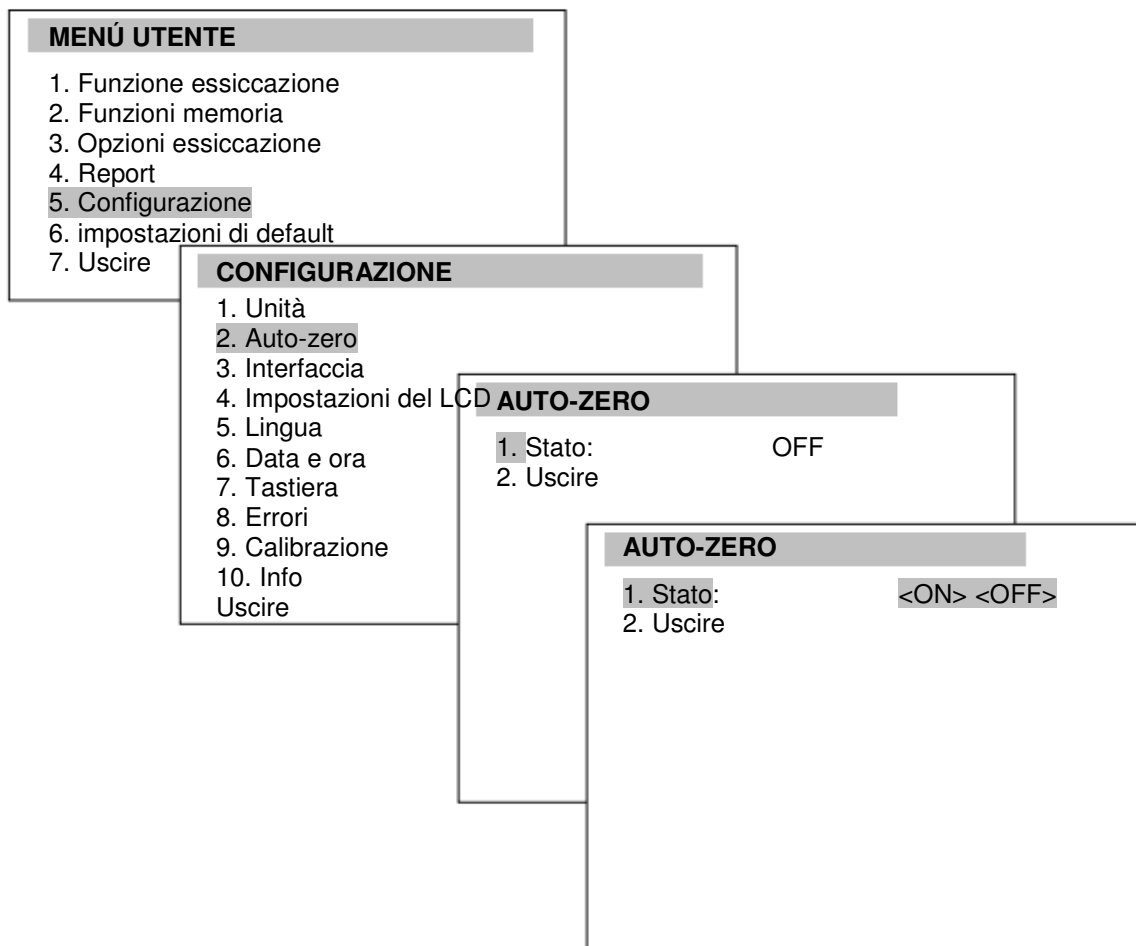 MENÚ UTENTE
1. Funzione essiccazione
2. Funzioni memoria
3. Opzioni essiccazione
4. Report
5. Configurazione
6. impostazioni di default
7. Uscire
CONFIGURAZIONE
1. Unità
2. Auto-zero
3. Interfaccia
4. Impostazioni del LCD
5. Lingua
6. Data e ora
7. Tastiera
8. Errori
9. Calibrazione
10. Info
Uscire
AUTO-ZERO
1. Stato: OFF
2. Uscire
AUTO-ZERO
1. Stato: <ON> <OFF>
2. Uscire